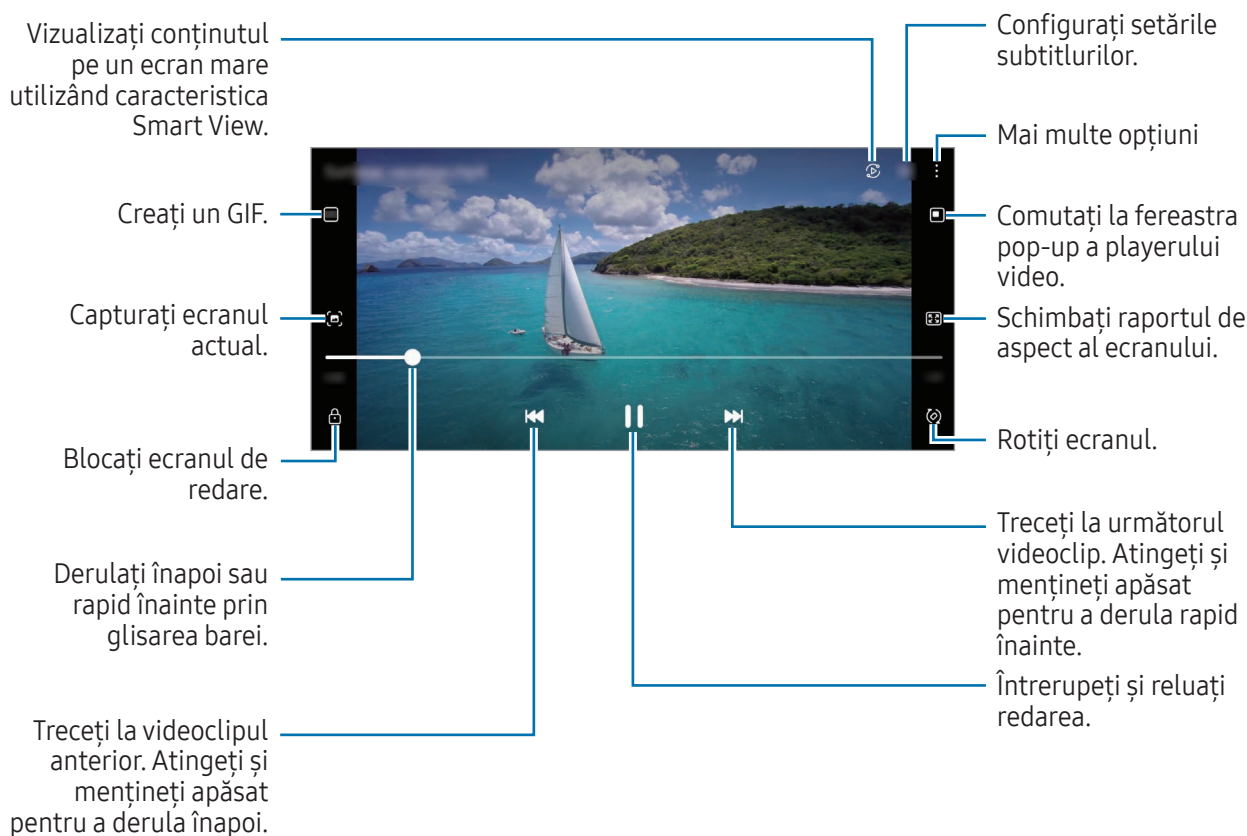 Vizualizați conținutul
pe un ecran mare
utilizând caracteristica
Smart View.
Creați un GIF.
Capturați ecranul
actual.
Blocați ecranul de
redare.
Derulați înapoi sau
rapid înainte prin
glisarea barei.
Treceți la videoclipul
anterior. Atingeți și
mențineți apăsat
pentru a derula înapoi.
Configurați setările
subtitlurilor.
Mai multe opțiuni
Comutați la fereastra
pop-up a playerului
video.
Schimbați raportul de
aspect al ecranului.
Rotiți ecranul.
Treceți la următorul
videoclip. Atingeți și
mențineți apăsat
pentru a derula rapid
înainte.
Întrerupeți și reluați
redarea.